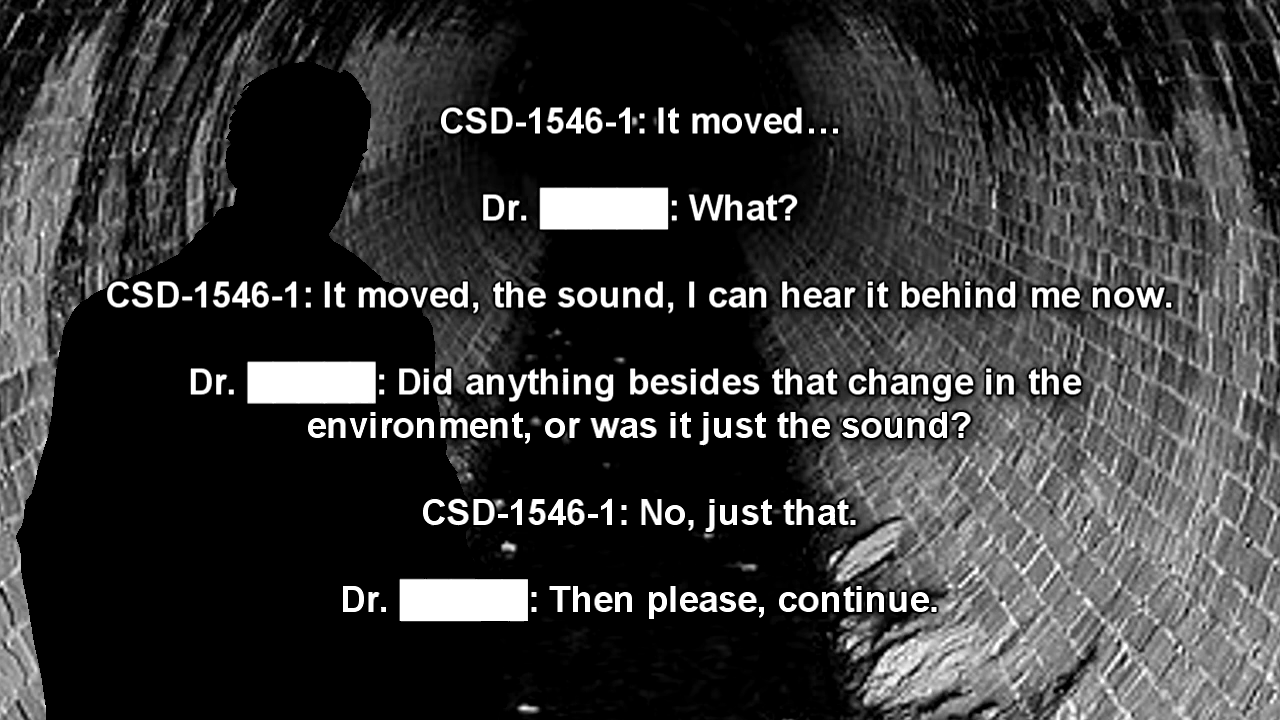 CSD-1546-1: It moved…
Dr. : What?
CSD-1546-1: It moved, the sound, I can hear it behind me now.
Dr. : Did anything besides that change in the
environment, or was it just the sound?
CSD-1546-1: No, just that.
Dr. : Then please, continue.